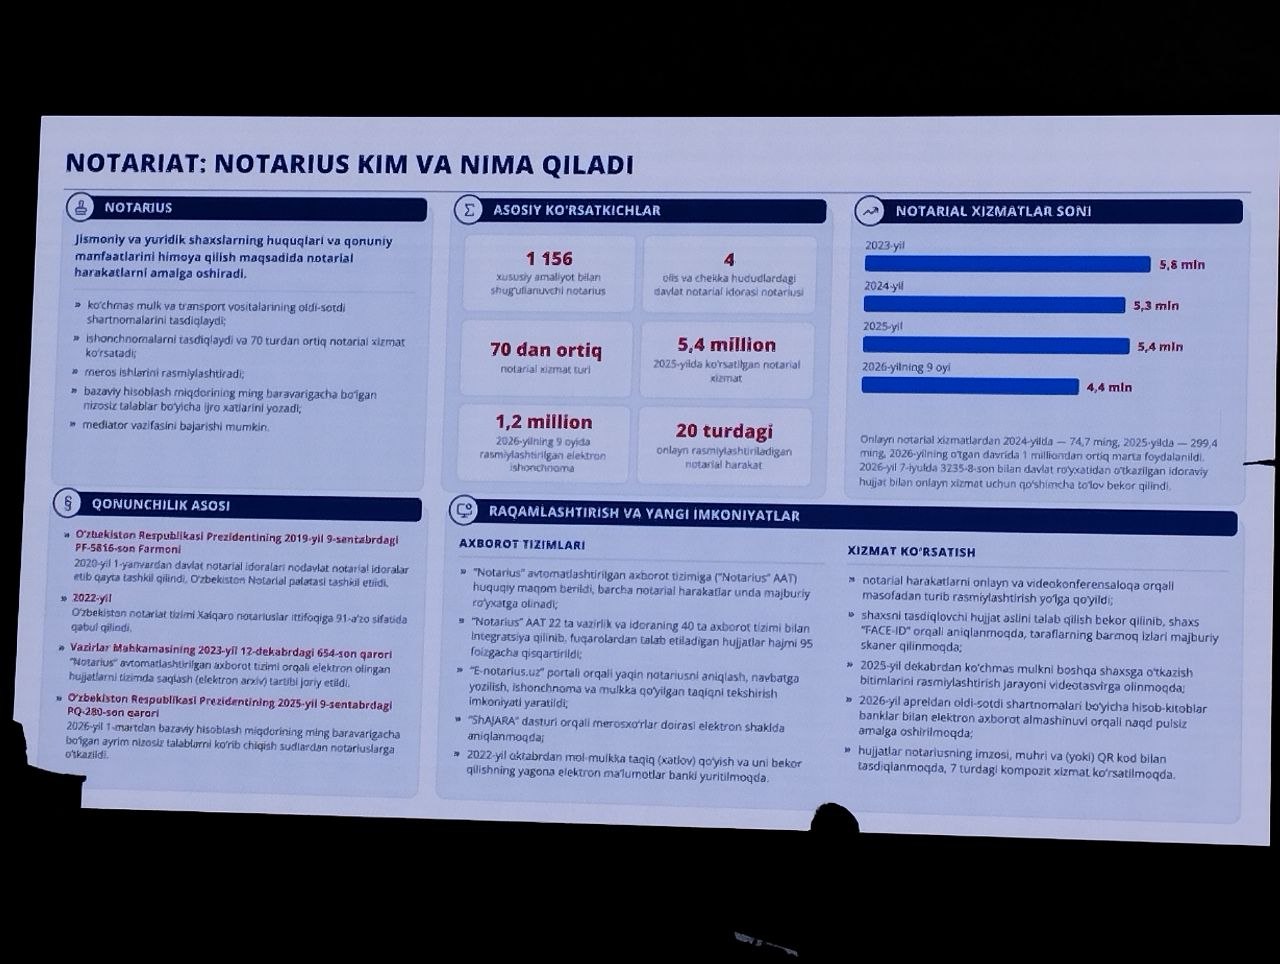 NOTARIAT: NOTARIUS KIM VA NIMA QILADI
NOTARIUS
Jismoniy va yuridik shaxslarning huquqlari va qonuniy
manfaatlarini himoya qilish maqsadida notarial
harakatlarni amalga oshiradi.
» ko'chmas mulk va transport vositalarining oldi-sotdi
shartnomalarini tasdiqlaydi;
» ishonchnomalarni tasdiqlaydi va 70 turdan ortiq notarial xizmat
ko'rsatadi;
» meros ishlarini rasmiylashtiradi;
» bazaviy hisoblash miqdorining ming baravarigacha bo'lgan
nizosiz talablar bo'yicha ijro xatlarini yozadi;
» mediator vazifasini bajarishi mumkin.
ASOSIY KO'RSATKICHLAR
1 156
xususiy amaliyot bilan
shug'ullanuvchi notarius
4
olis va chekka hududlardagi
davlat notarial idorasi notariusi
70 dan ortiq
notarial xizmat turi
5,4 million
2025-yilda ko'rsatilgan notarial
xizmat
1,2 million
2026-yilning 9 oyida
rasmiylashtirilgan elektron
ishonchnoma
20 turdagi
onlayn rasmiylashtiriladigan
notarial harakat
NOTARIAL XIZMATLAR SONI
2023-yil
5,8 mln
2024-yil
5,3 mln
2025-yil
5,4 mln
2026-yilning 9 oyi
4,4 mln
Onlayn notarial xizmatlardan 2024-yilda — 74,7 ming, 2025-yilda — 299,4
ming, 2026-yilning o'tgan davrida 1 milliondan ortiq marta foydalanildi.
2026-yil 7-iyulda 3235-8-son bilan davlat ro'yxatidan o'tkazilgan idoraviy
hujjat bilan onlayn xizmat uchun qo'shimcha to'lov bekor qilindi.
§ QONUNCHILIK ASOSI
» O'zbekiston Respublikasi Prezidentining 2019-yil 9-sentabrdagi
PF-5816-son Farmoni
2020-yil 1-yanvardan davlat notarial idoralari nodavlat notarial idoralar
etib qayta tashkil qilindi, O'zbekiston Notarial palatasi tashkil etildi.
» 2022-yil
O'zbekiston notariat tizimi Xalqaro notariuslar ittifoqiga 91-a'zo sifatida
qabul qilindi.
» Vazirlar Mahkamasining 2023-yil 12-dekabrdagi 654-son qarori
"Notarius" avtomatlashtirilgan axborot tizimi orqali elektron olingan
hujjatlarni tizimda saqlash (elektron arxiv) tartibi joriy etildi.
» O'zbekiston Respublikasi Prezidentining 2025-yil 9-sentabrdagi
PQ-280-son qarori
2026-yil 1-martdan bazaviy hisoblash miqdorining ming baravarigacha
bo'lgan ayrim nizosiz talablarni ko'rib chiqish sudlardan notariuslarga
o'tkazildi.
RAQAMLASHTIRISH VA YANGI IMKONIYATLAR
AXBOROT TIZIMLARI
» "Notarius" avtomatlashtirilgan axborot tizimiga ("Notarius" AAT)
huquqiy maqom berildi, barcha notarial harakatlar unda majburiy
ro'yxatga olinadi;
» "Notarius" AAT 22 ta vazirlik va idoraning 40 ta axborot tizimi bilan
integratsiya qilinib, fuqarolardan talab etiladigan hujjatlar hajmi 95
foizgacha qisqartirildi;
» "E-notarius.uz" portali orqali yaqin notariusni aniqlash, navbatga
yozilish, ishonchnoma va mulkka qo'yilgan taqiqni tekshirish
imkoniyati yaratildi;
» "ShAJARA" dasturi orqali merosxo'rlar doirasi elektron shaklda
aniqlanmoqda;
» 2022-yil oktabrdan mol-mulkka taqiq (xatlov) qo'yish va uni bekor
qilishning yagona elektron ma'lumotlar banki yuritilmoqda.
XIZMAT KO'RSATISH
» notarial harakatlarni onlayn va videokonferensaloqa orqali
masofadan turib rasmiylashtirish yo'lga qo'yildi;
» shaxsni tasdiqlovchi hujjat aslini talab qilish bekor qilinib, shaxs
"FACE-ID" orqali aniqlanmoqda, taraflarning barmoq izlari majburiy
skaner qilinmoqda;
» 2025-yil dekabrdan ko'chmas mulkni boshqa shaxsga o'tkazish
bitimlarini rasmiylashtirish jarayoni videotasvirga olinmoqda;
» 2026-yil apreldan oldi-sotdi shartnomalari bo'yicha hisob-kitoblar
banklar bilan elektron axborot almashinuvi orqali naqd pulsiz
amalga oshirilmoqda;
» hujjatlar notariusning imzosi, muhri va (yoki) QR kod bilan
tasdiqlanmoqda, 7 turdagi kompozit xizmat ko'rsatilmoqda.